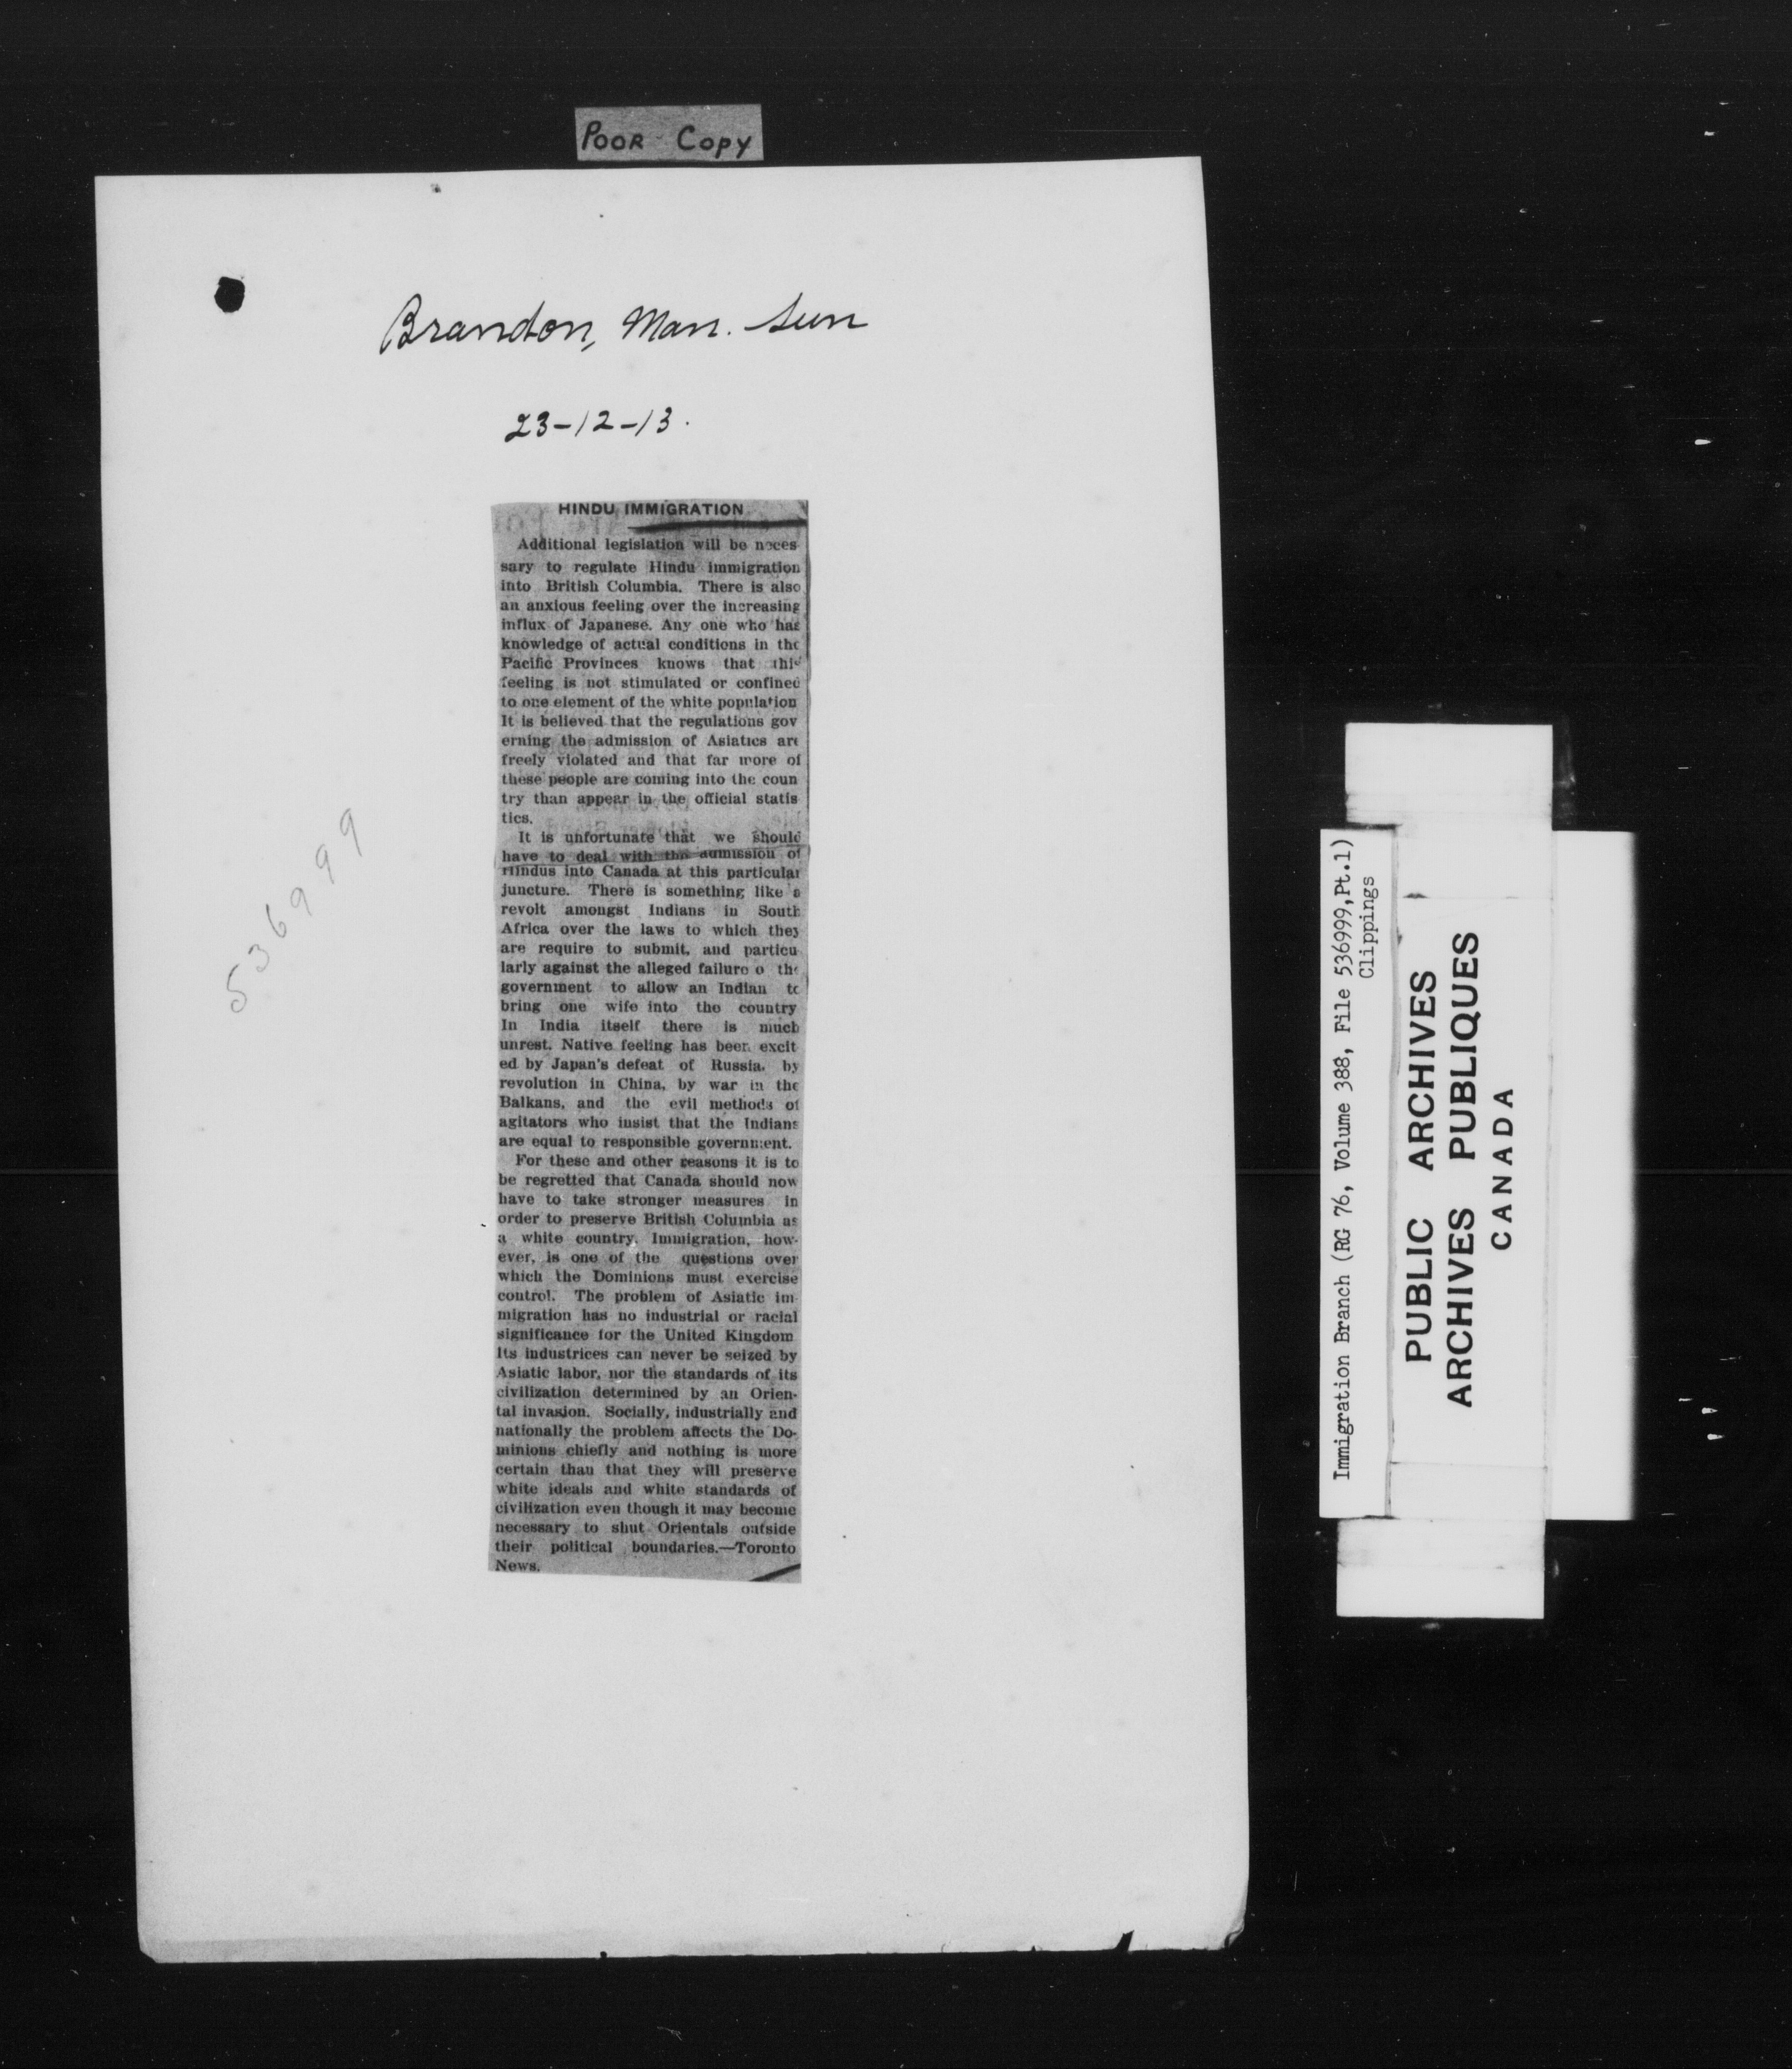 POOR COPY
Brandon, Man. Sun
23-12-13.
HINDU IMMIGRATION
Additional legislation will be neces
sary to regulate Hindu immigration
into British Columbia. There is also
an anxious feeling over the increasing
influx of Japanese. Any one who has
knowledge of actual conditions in the
Pacific Provinces knows that this
feeling is not stimulated or confined
to one element of the white population
It is believed that the regulations gov
erning the admission of Asiatics are
freely violated and that far more of
these people are coming into the coun
try than appear in the official statis
tics.
It is unfortunate that we should
have to deal with the admission of
Hindus into Canada at this particular
juncture. There is something like a
revolt amongst Indians in South
Africa over the laws to which they
are require to submit, and particu
larly against the alleged failure o the
government to allow an Indian to
bring one wife into the country
In India itself there is much
unrest. Native feeling has been excit
ed by Japan's defeat of Russia, by
revolution in China, by war in the
Balkans, and the evil methods of
agitators who insist that the Indians
are equal to responsible government.
For these and other reasons it is to
be regretted that Canada should now
have to take stronger measures in
order to preserve British Columbia as
a white country. Immigration, how-
ever, is one of the questions over
which the Dominions must exercise
control. The problem of Asiatic im-
migration has no industrial or racial
significance for the United Kingdom
Its industrices can never be seized by
Asiatic labor, nor the standards of its
civilization determined by an Orien-
tal invasion. Socially, industrially and
nationally the problem affects the Do-
minions chiefly and nothing is more
certain than that they will preserve
white ideals and white standards of
civilization even though it may become
necessary to shut Orientals outside
their political boundaries.—Toronto
News.
536999
Immigration Branch (RG 76, Volume 388, File 536999,Pt.1)
Clippings
PUBLIC ARCHIVES
ARCHIVES PUBLIQUES
CANADA